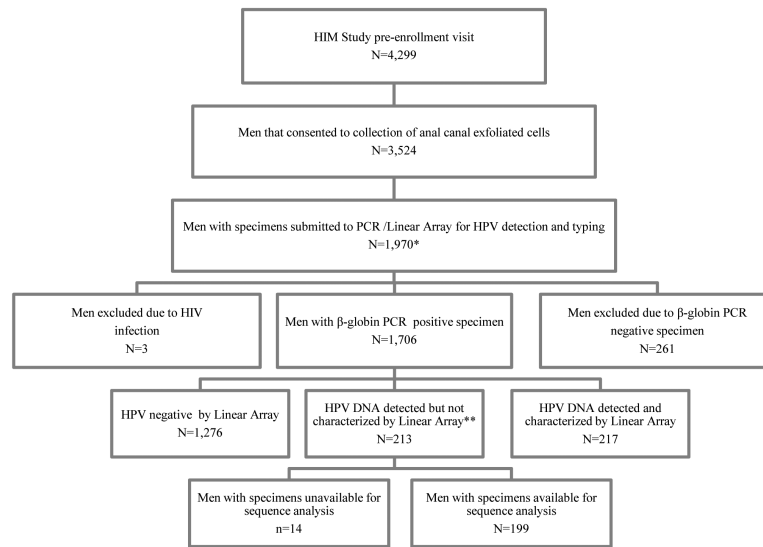 HIM Study pre-enrollment visit
N=4,299
Men that consented to collection of anal canal exfoliated cells
N=3,524
Men with specimens submitted to PCR /Linear Array for HPV detection and typing
N=1,970*
Men excluded due to HIV
infection
N=3
Men with β-globin PCR positive specimen
N=1,706
Men excluded due to β-globin PCR
negative specimen
N=261
HPV negative by Linear Array
N=1,276
HPV DNA detected but not
characterized by Linear Array**
N=213
HPV DNA detected and
characterized by Linear Array
N=217
Men with specimens unavailable for
sequence analysis
n=14
Men with specimens available for
sequence analysis
N=199